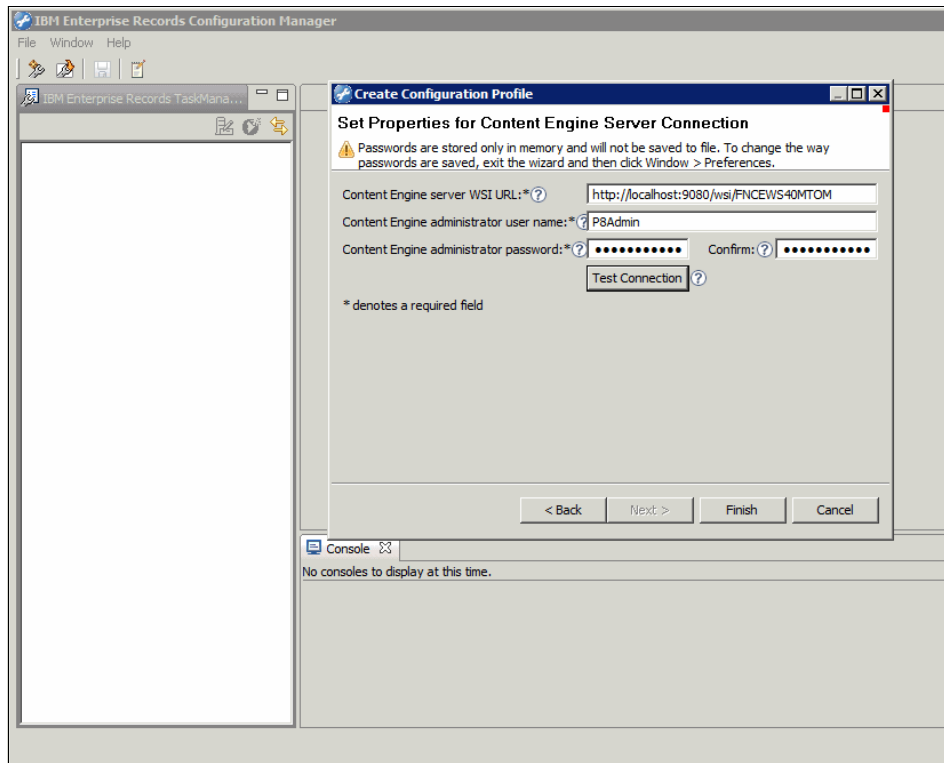 IBM Enterprise Records Configuration Manager
File Window Help
IBM Enterprise Records TaskMana...
Create Configuration Profile
Set Properties for Content Engine Server Connection
Passwords are stored only in memory and will not be saved to file. To change the way
passwords are saved, exit the wizard and then click Window > Preferences.
Content Engine server WSI URL:* http://localhost:9080/wsi/FNCEWS40MTOM
Content Engine administrator user name:* P8Admin
Content Engine administrator password:* ●●●●●●●●●●● Confirm: ●●●●●●●●●●●
Test Connection
* denotes a required field
< Back Next > Finish Cancel
Console
No consoles to display at this time.